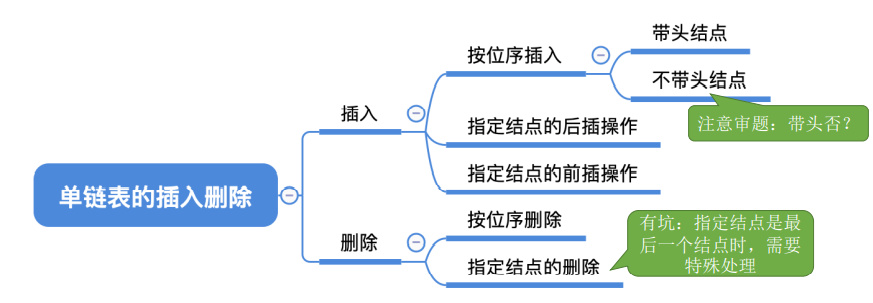 单链表的插入删除
插入
按位序插入
带头结点
不带头结点
注意审题：带头否？
指定结点的后插操作
指定结点的前插操作
删除
按位序删除
指定结点的删除
有坑：指定结点是最
后一个结点时，需要
特殊处理